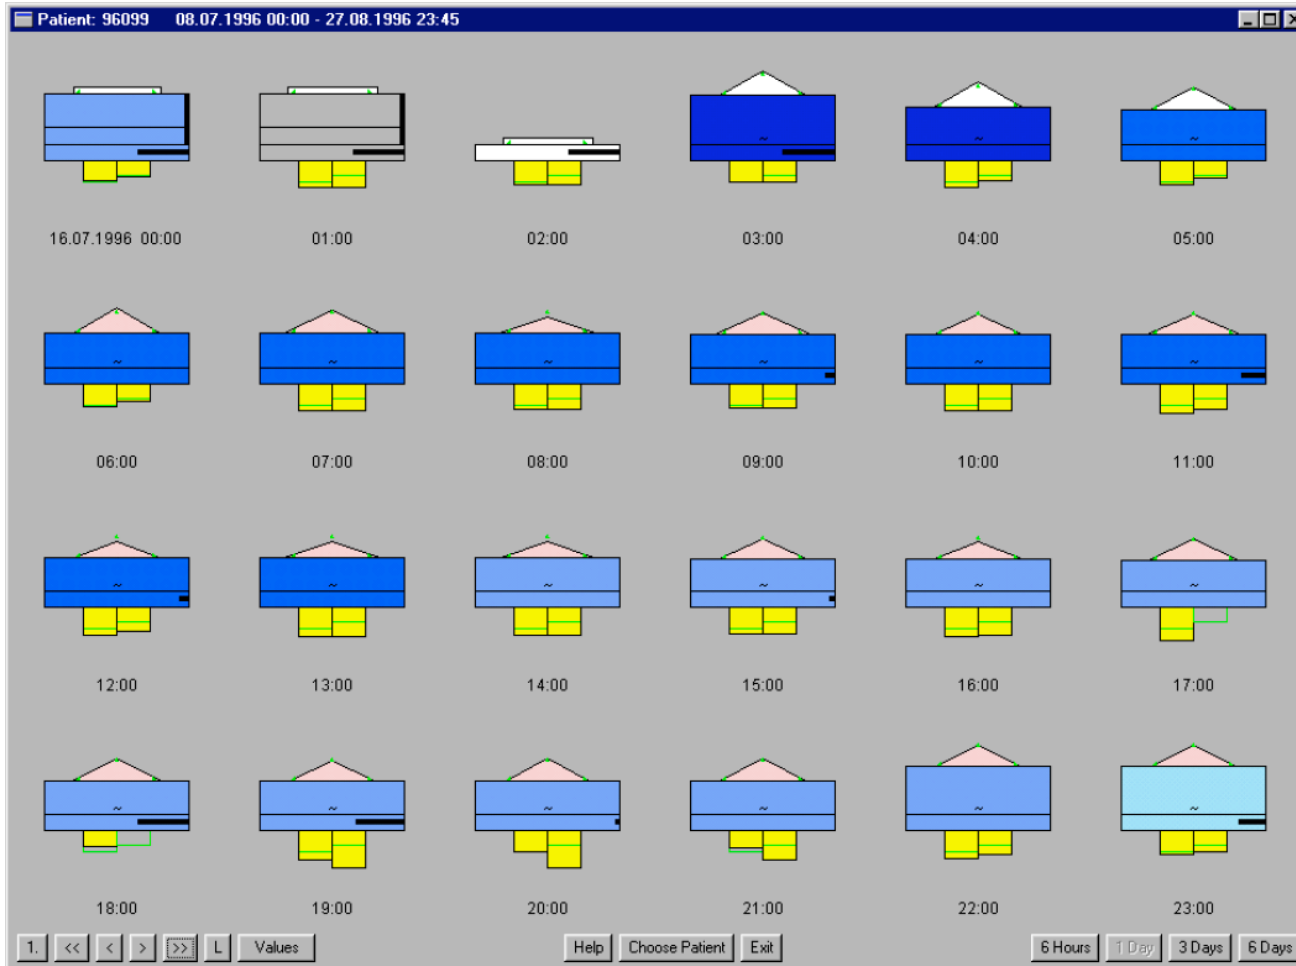 Patient: 96099 08.07.1996 00:00 - 27.08.1996 23:45
~ ~ ~
16.07.1996 00:00 01:00 02:00 03:00 04:00 05:00
~ ~ ~ ~ ~ ~
06:00 07:00 08:00 09:00 10:00 11:00
~ ~ ~ ~ ~ ~
12:00 13:00 14:00 15:00 16:00 17:00
~ ~ ~ ~ ~ ~
18:00 19:00 20:00 21:00 22:00 23:00
1. << < > >> L Values Help Choose Patient Exit 6 Hours 1 Day 3 Days 6 Days